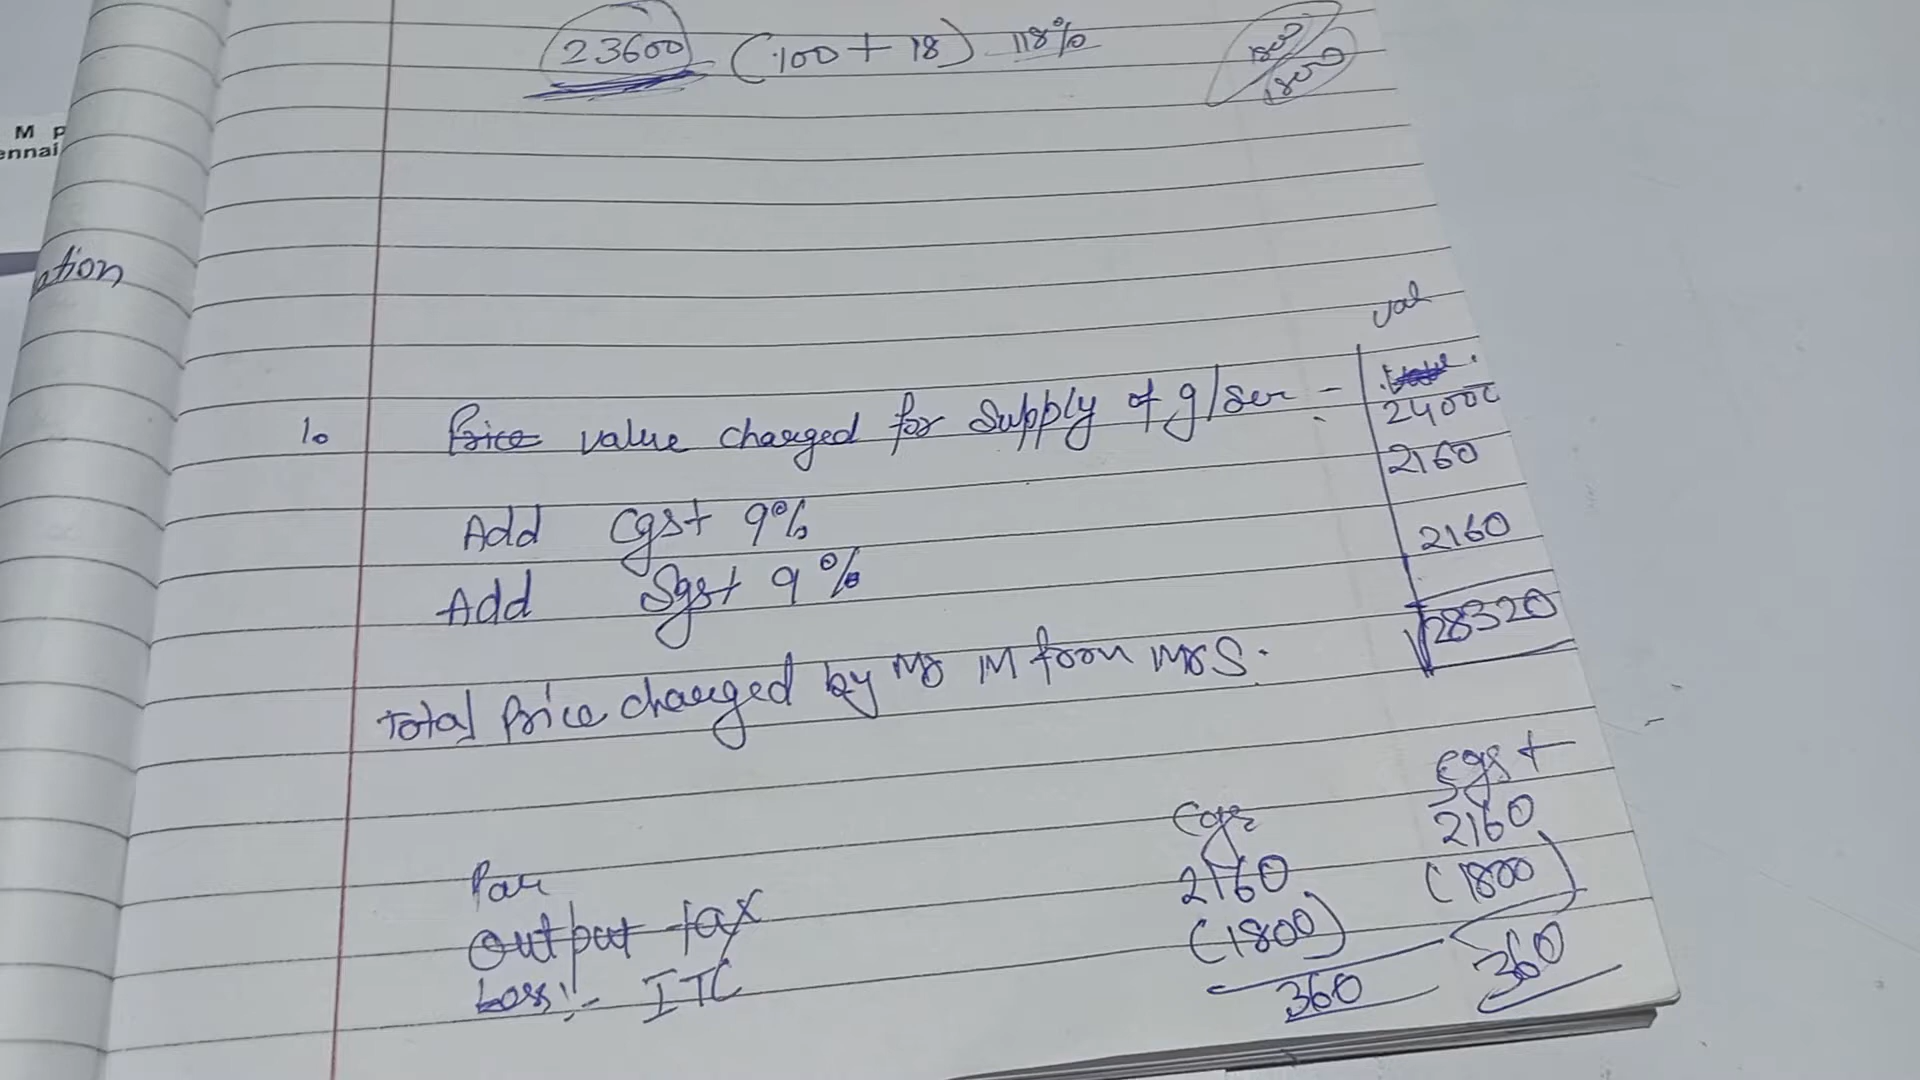 23600 (100 + 18) 118%
1800
1800
M P
ennai
ation
val
1. Price value charged for supply of g/ser - 24000
2160
Add cgst 9%
2160
Add Sgst 9%
28320
Total Price charged by Mr M from Mr S.
Sgst
Par
2160 2160
Output tax
(1800) (1800)
Less:- ITC
360 360